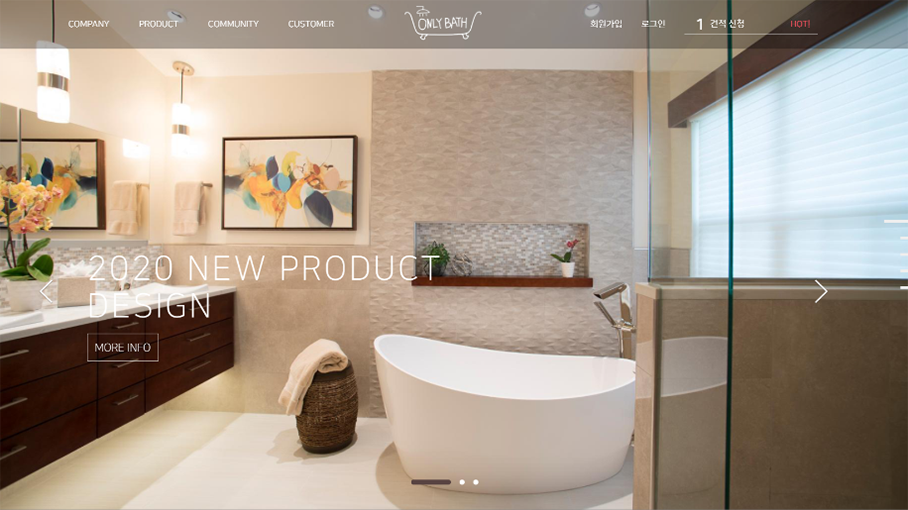 COMPANY PRODUCT COMMUNITY CUSTOMER ONLY BATH 회원가입 로그인 1 견적 신청 HOT!
2020 NEW PRODUCT
DESIGN
MORE INFO